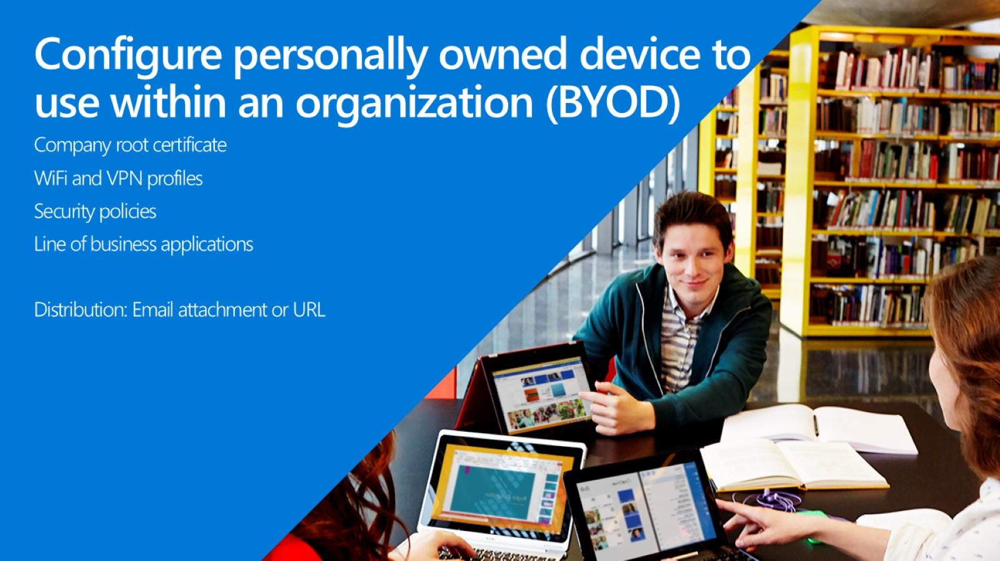 Configure personally owned device to
use within an organization (BYOD)
Company root certificate
WiFi and VPN profiles
Security policies
Line of business applications
Distribution: Email attachment or URL